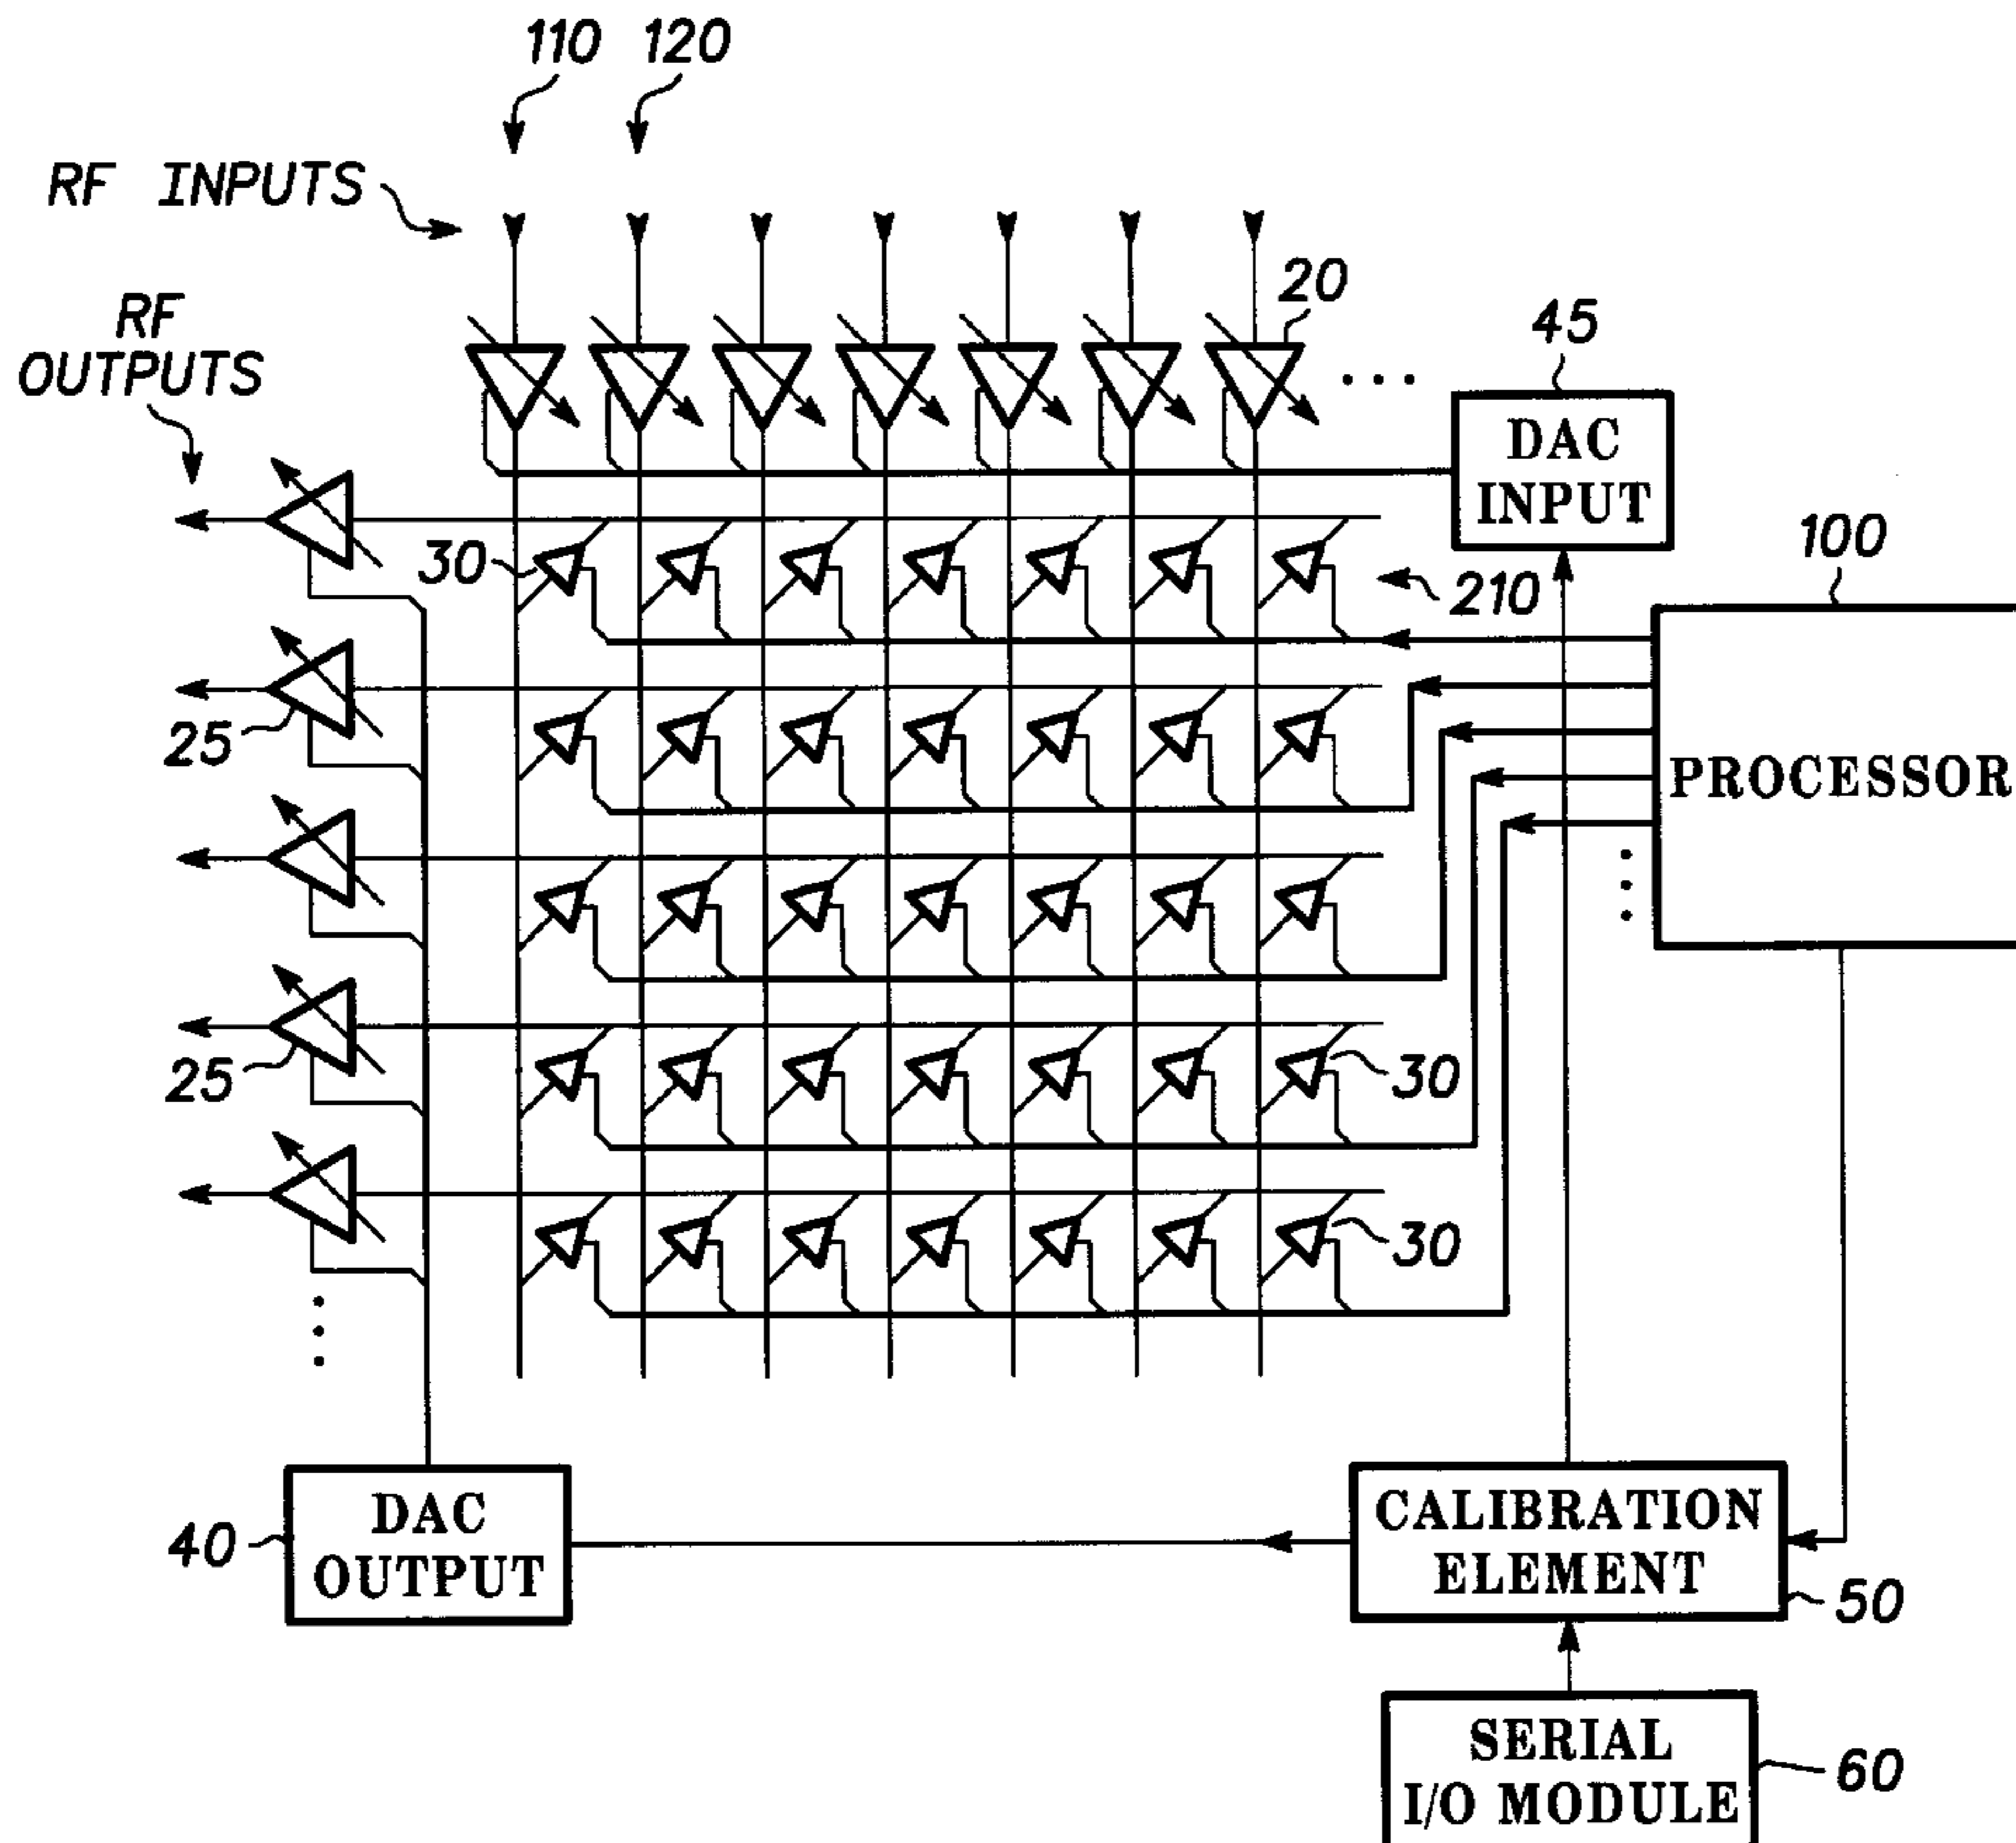 110 120
RF INPUTS
20
RF
OUTPUTS
45
DAC
INPUT
100
30
210
25
PROCESSOR
25
30
30
DAC
OUTPUT
40
CALIBRATION
ELEMENT
50
SERIAL
I/O MODULE
60